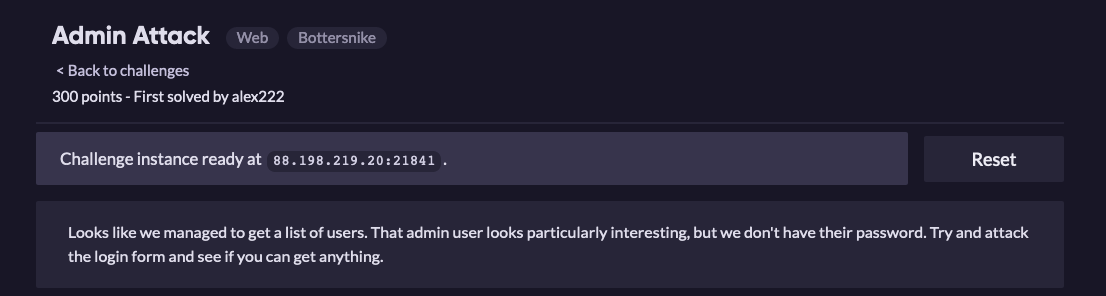 Admin Attack Web Bottersnike
< Back to challenges
300 points - First solved by alex222
Challenge instance ready at 88.198.219.20:21841 .
Reset
Looks like we managed to get a list of users. That admin user looks particularly interesting, but we don't have their password. Try and attack
the login form and see if you can get anything.